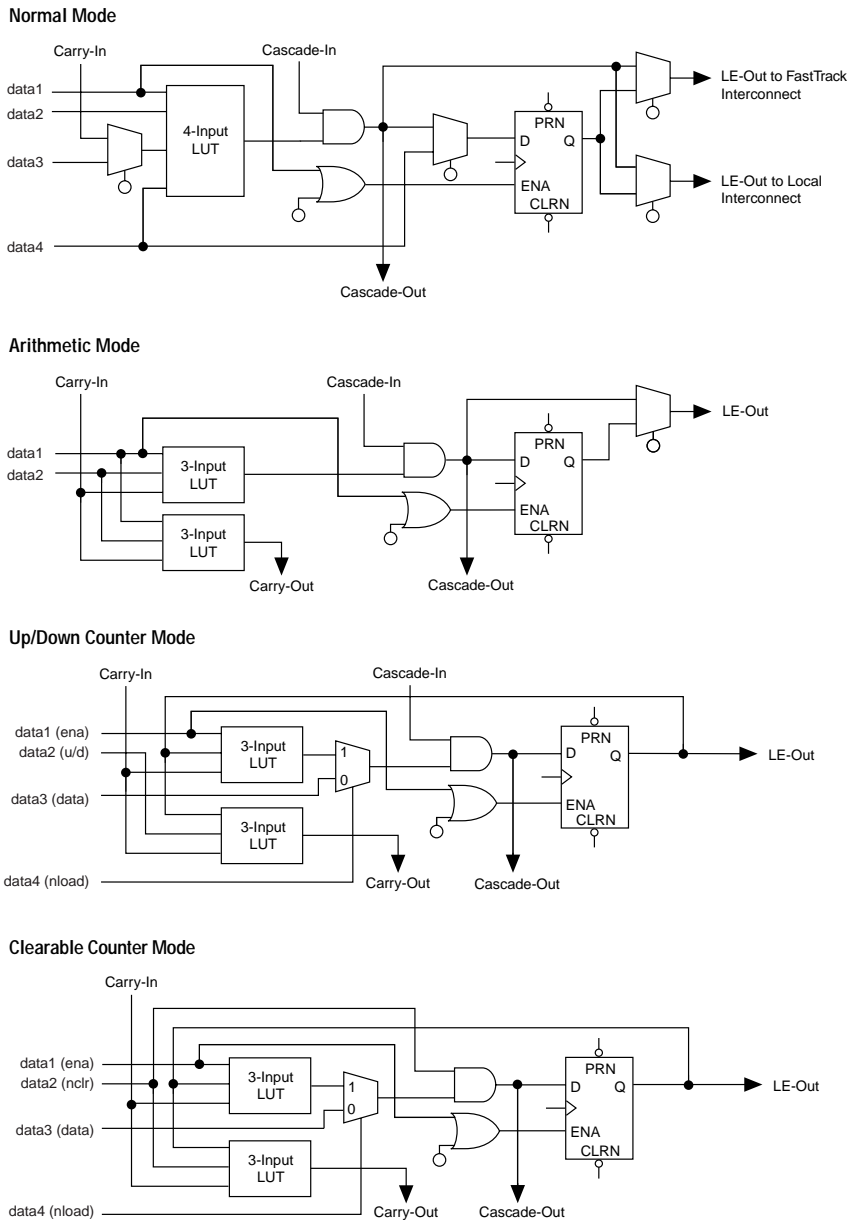 Normal Mode
Carry-In
Cascade-In
data1
data2
data3
data4
4-Input
LUT
PRN
D
Q
ENA
CLRN
LE-Out to FastTrack
Interconnect
LE-Out to Local
Interconnect
Cascade-Out
Arithmetic Mode
Carry-In
Cascade-In
data1
data2
3-Input
LUT
3-Input
LUT
PRN
D
Q
ENA
CLRN
LE-Out
Carry-Out
Cascade-Out
Up/Down Counter Mode
Carry-In
Cascade-In
data1 (ena)
data2 (u/d)
data3 (data)
data4 (nload)
3-Input
LUT
3-Input
LUT
1
0
PRN
D
Q
ENA
CLRN
LE-Out
Carry-Out
Cascade-Out
Clearable Counter Mode
Carry-In
data1 (ena)
data2 (nclr)
data3 (data)
data4 (nload)
3-Input
LUT
3-Input
LUT
1
0
PRN
D
Q
ENA
CLRN
LE-Out
Carry-Out
Cascade-Out